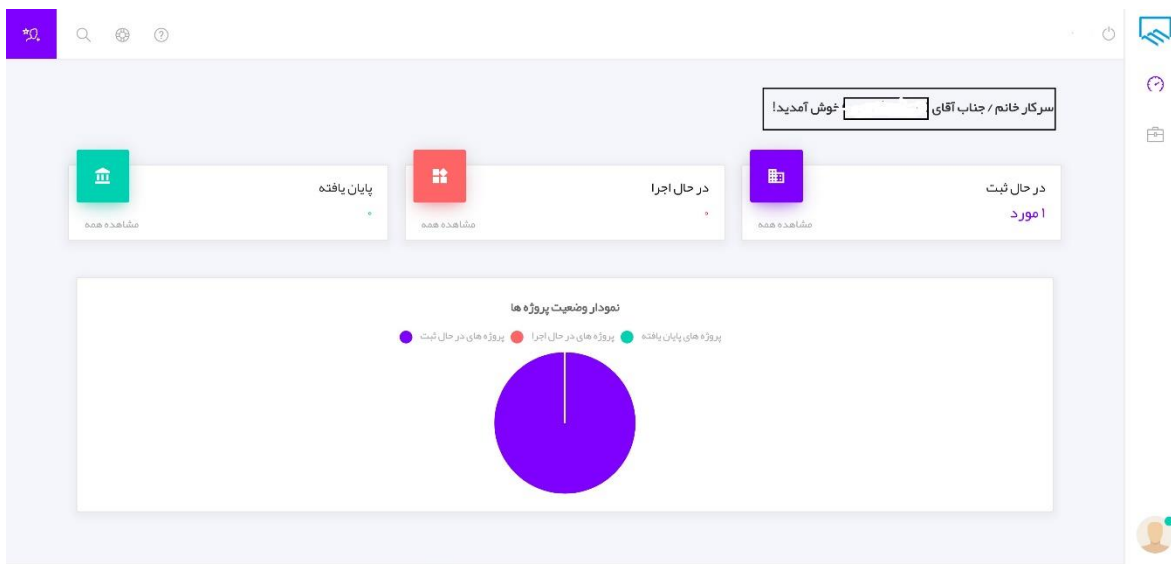 سرکار خانم / جناب آقای خوش آمدید!
در حال ثبت
۱ مورد
مشاهده همه
در حال اجرا
۰
مشاهده همه
پایان یافته
۰
مشاهده همه
نمودار وضعیت پروژه ها
پروژه های پایان یافته پروژه های در حال اجرا پروژه های در حال ثبت